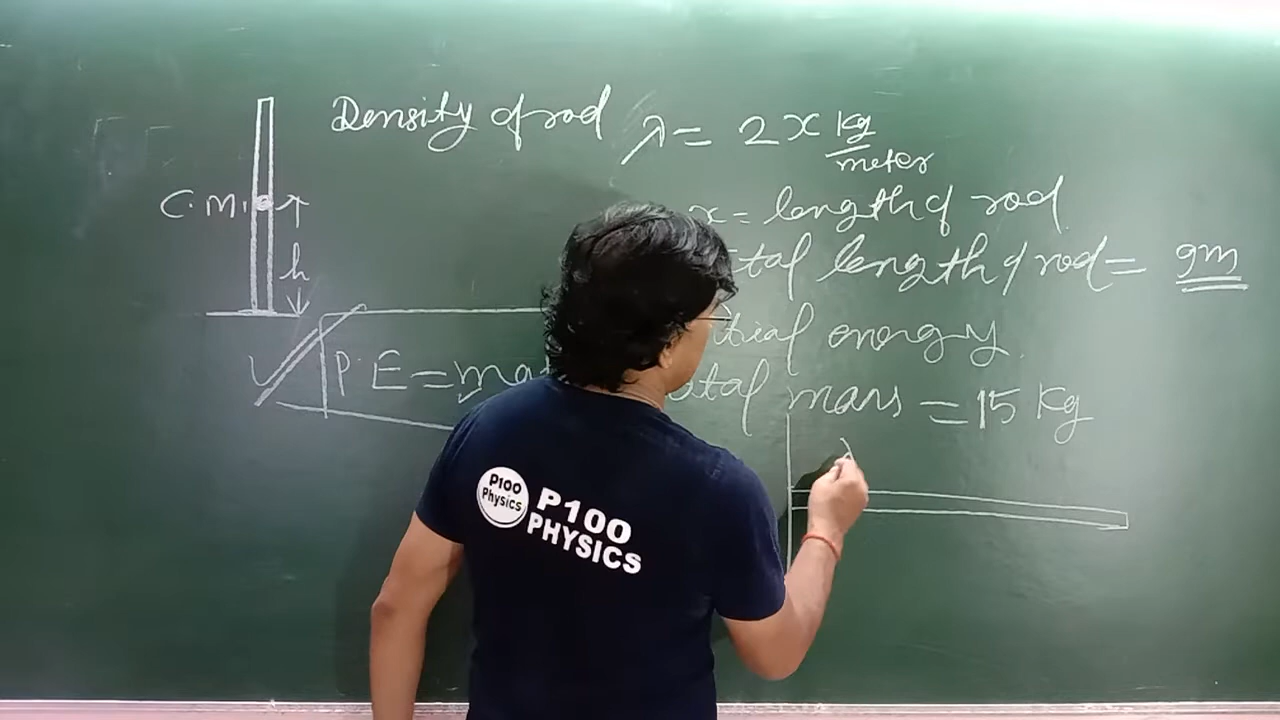 Density of rod λ = 2x kg/meter
C.M.
x = length of rod
length of rod = 9m
h
energy.
P.E =
mass = 15 Kg
P100 Physics
P100
PHYSICS